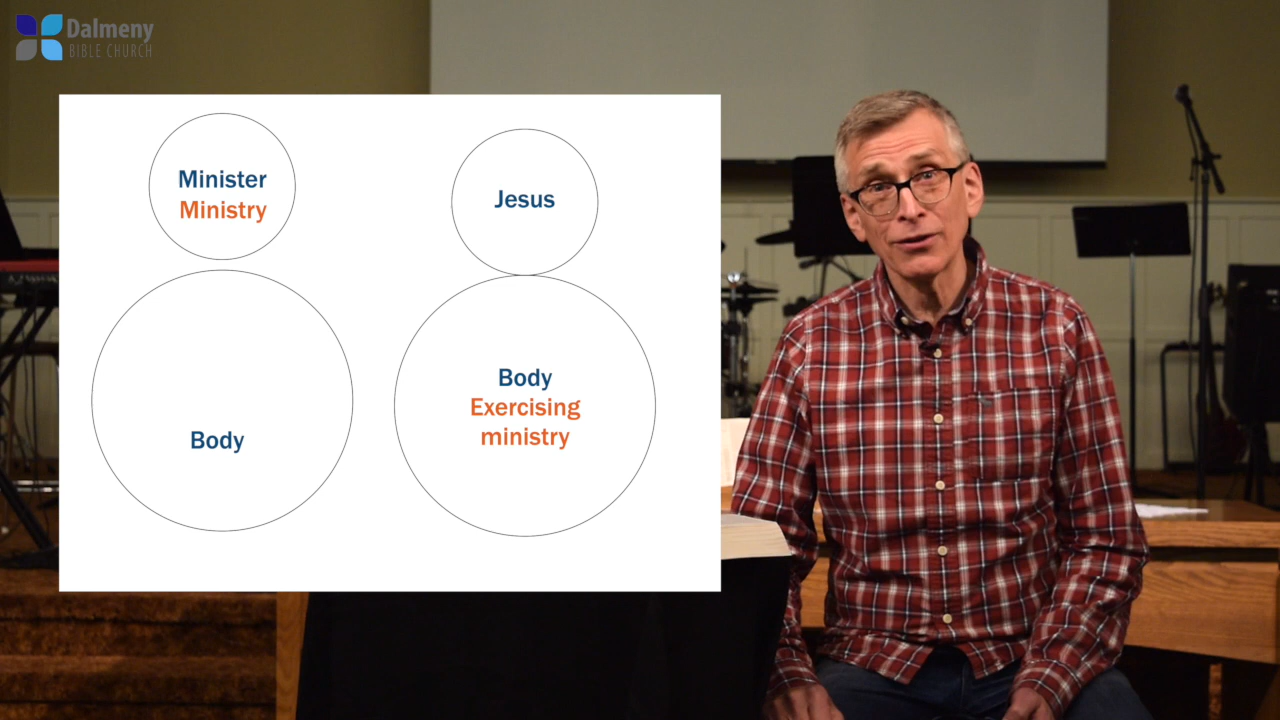 Dalmeny
BIBLE CHURCH
Minister
Ministry
Body
Jesus
Body
Exercising
ministry